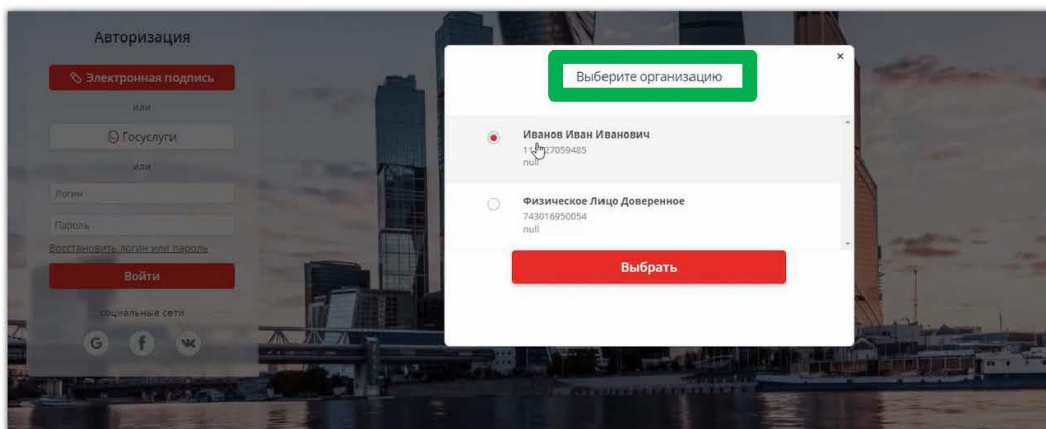 Авторизация
Электронная подпись
или
Госуслуги
или
Логин
Пароль
Восстановить логин или пароль
Войти
социальные сети
G f
Выберите организацию
×
Иванов Иван Иванович
27059485
null
Физическое Лицо Доверенное
743016950054
null
Выбрать